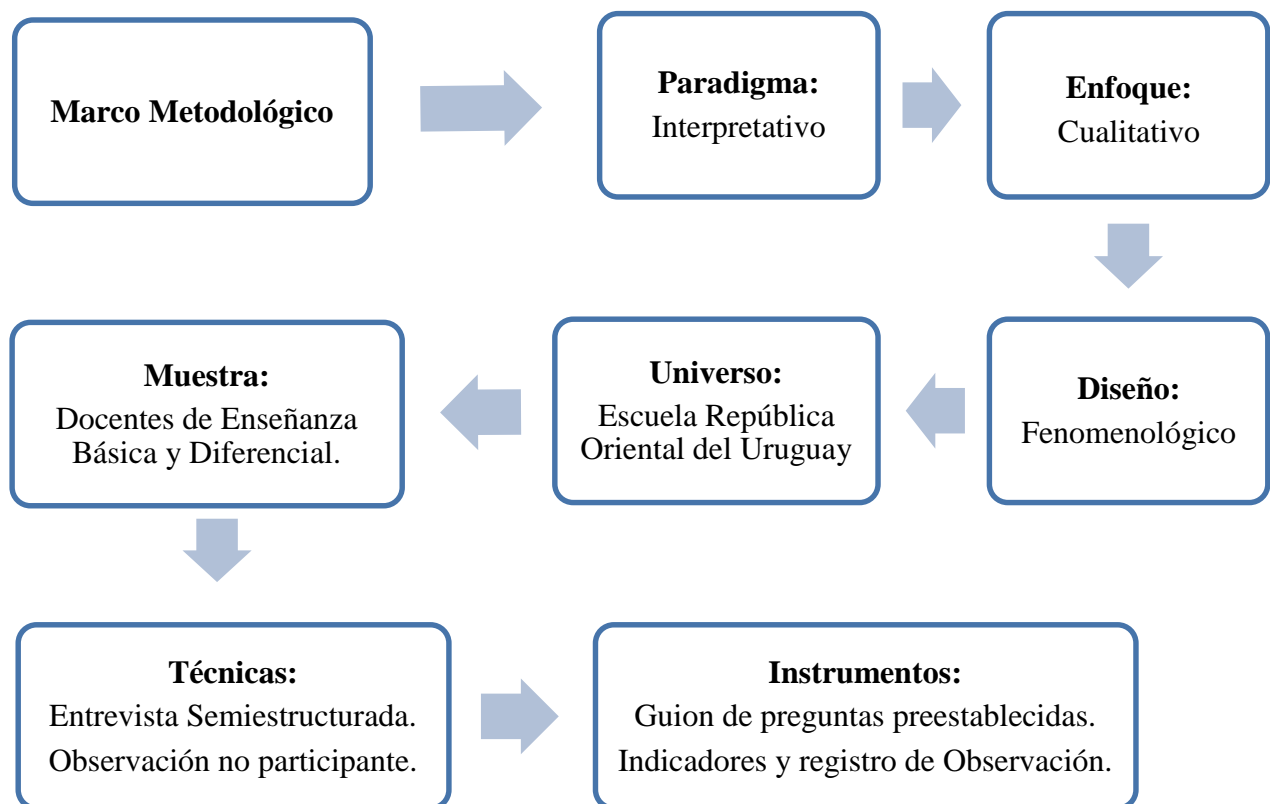 Marco Metodológico
Paradigma:
Interpretativo
Enfoque:
Cualitativo
Diseño:
Fenomenológico
Universo:
Escuela República
Oriental del Uruguay
Muestra:
Docentes de Enseñanza
Básica y Diferencial.
Técnicas:
Entrevista Semiestructurada.
Observación no participante.
Instrumentos:
Guion de preguntas preestablecidas.
Indicadores y registro de Observación.